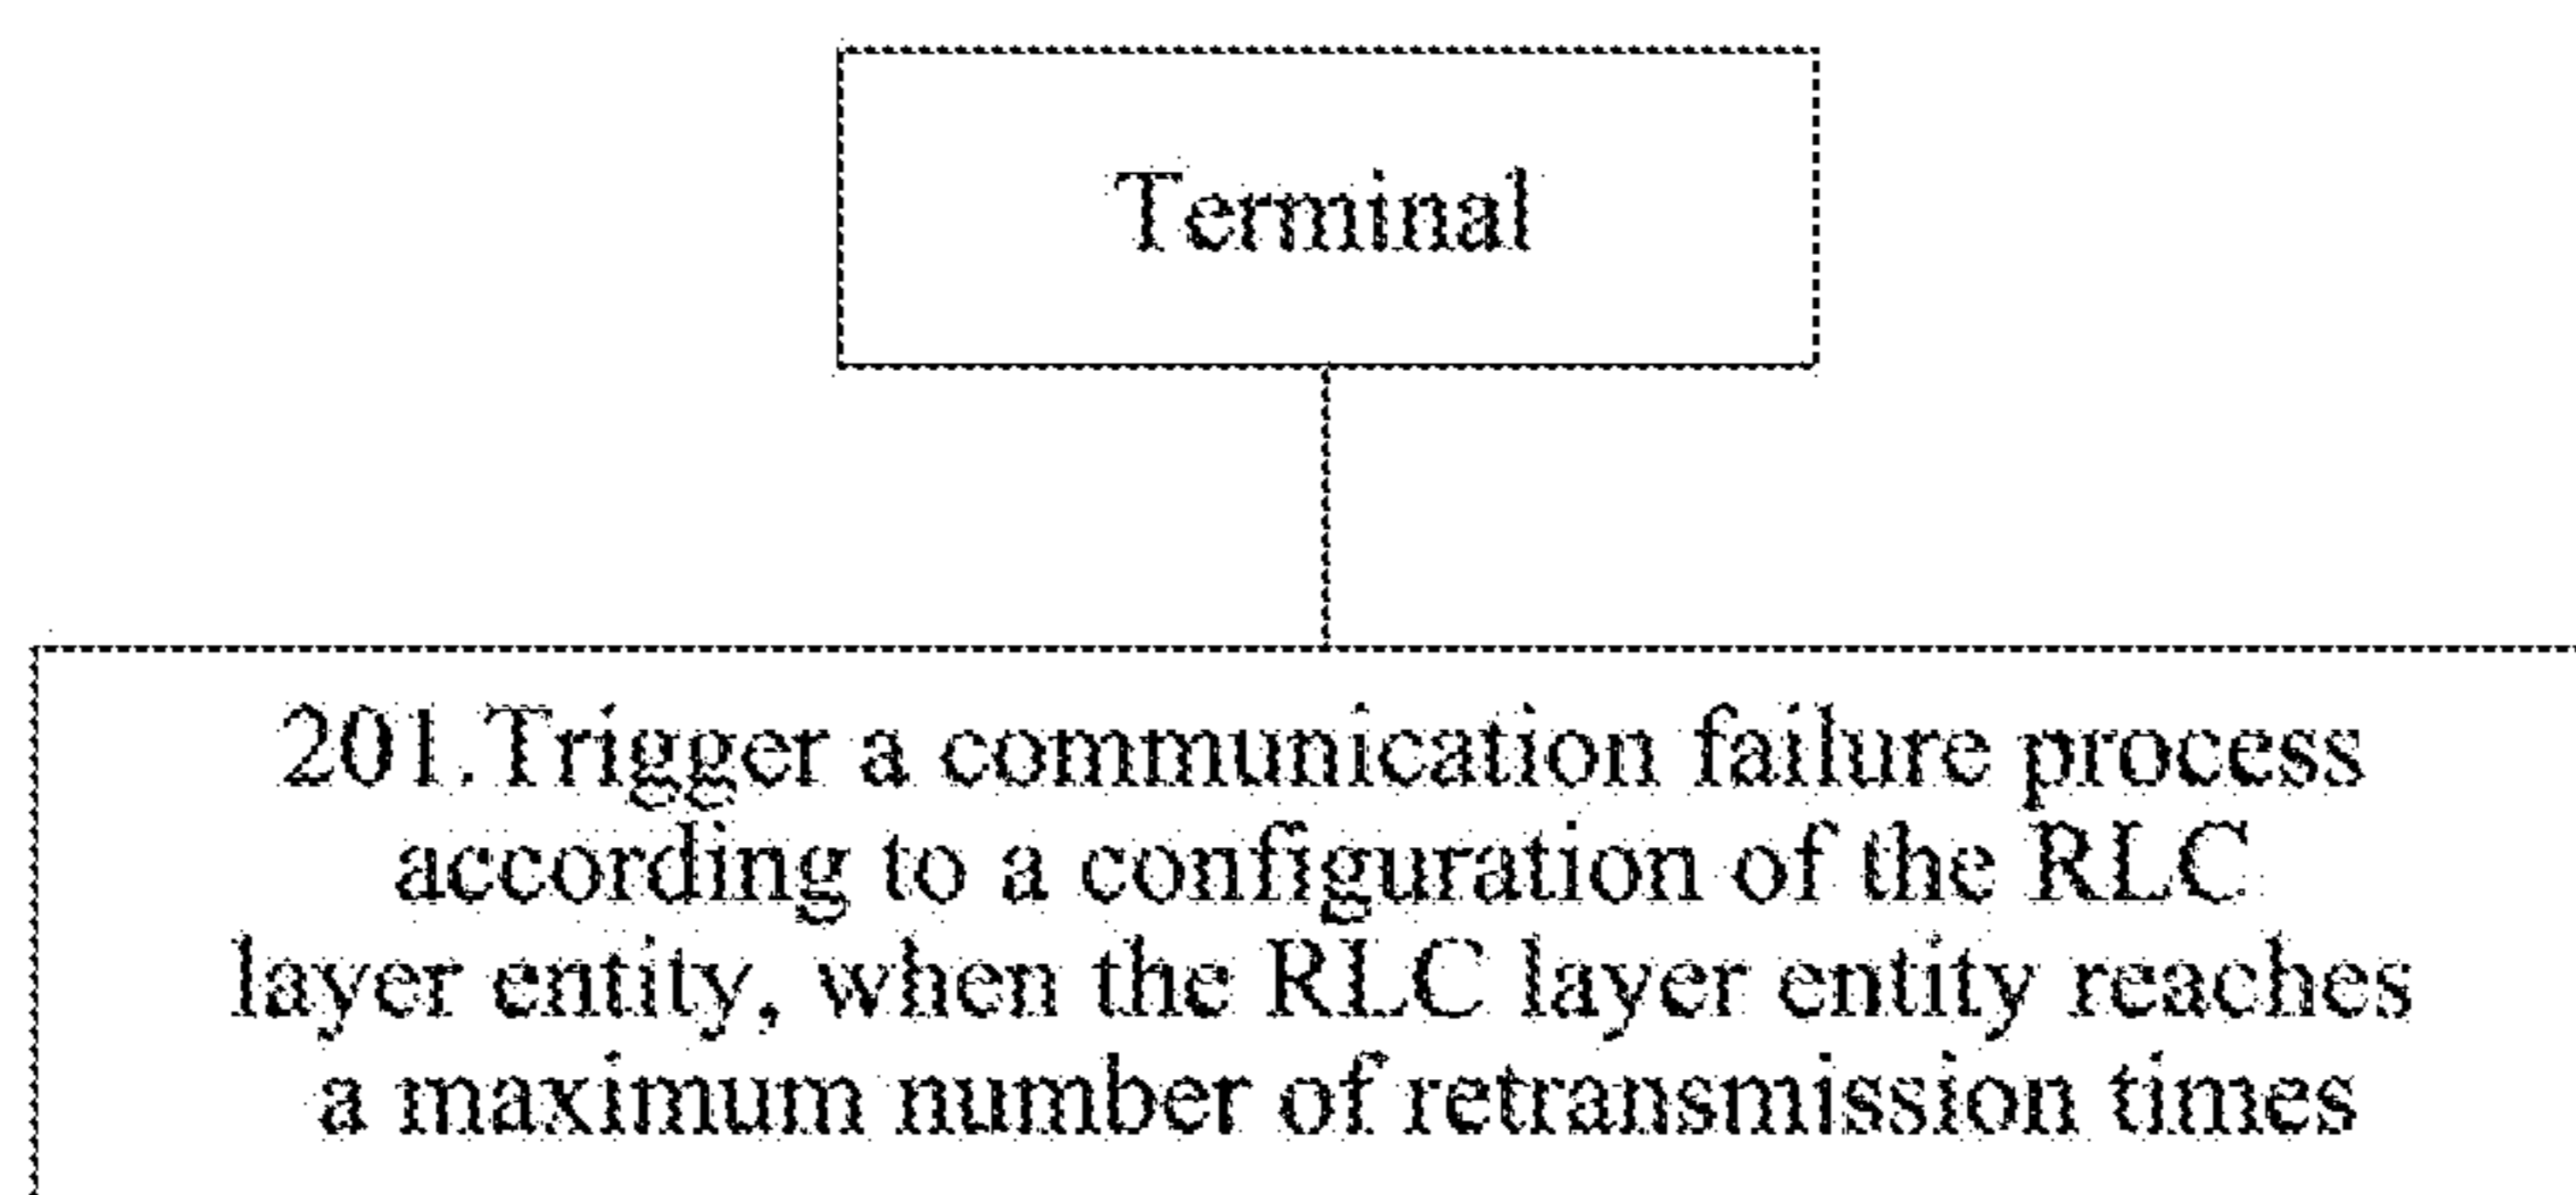 Terminal
201.Trigger a communication failure process
according to a configuration of the RLC
layer entity, when the RLC layer entity reaches
a maximum number of retransmission times